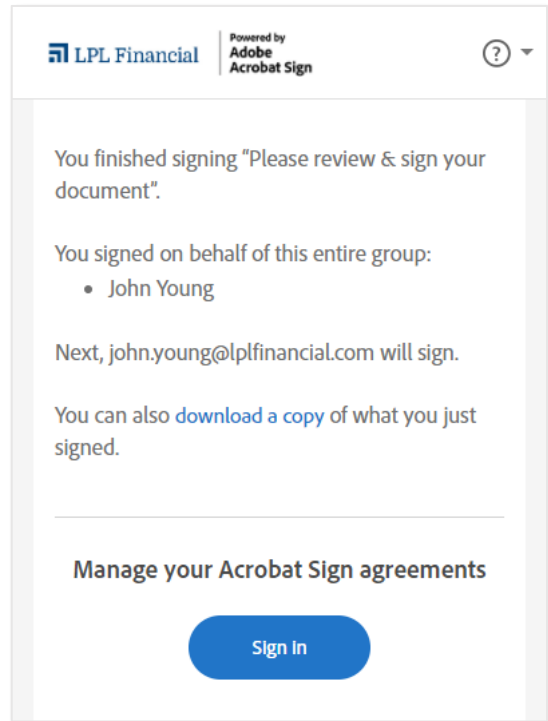 LPL Financial
Powered by
Adobe
Acrobat Sign
?
You finished signing “Please review & sign your
document”.
You signed on behalf of this entire group:
• John Young
Next, john.young@lplfinancial.com will sign.
You can also download a copy of what you just
signed.
Manage your Acrobat Sign agreements
Sign In